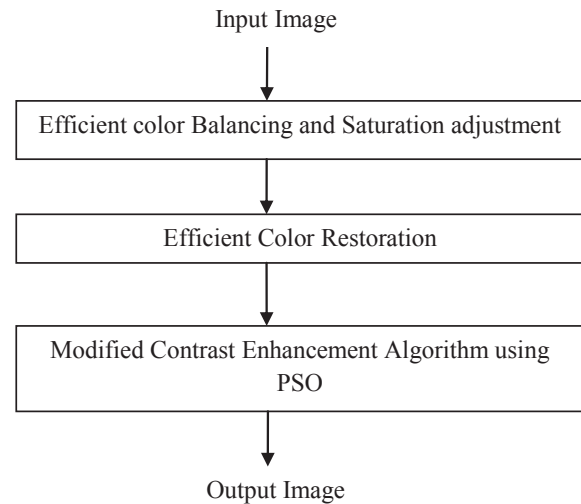 Input Image
Efficient color Balancing and Saturation adjustment
Efficient Color Restoration
Modified Contrast Enhancement Algorithm using
PSO
Output Image